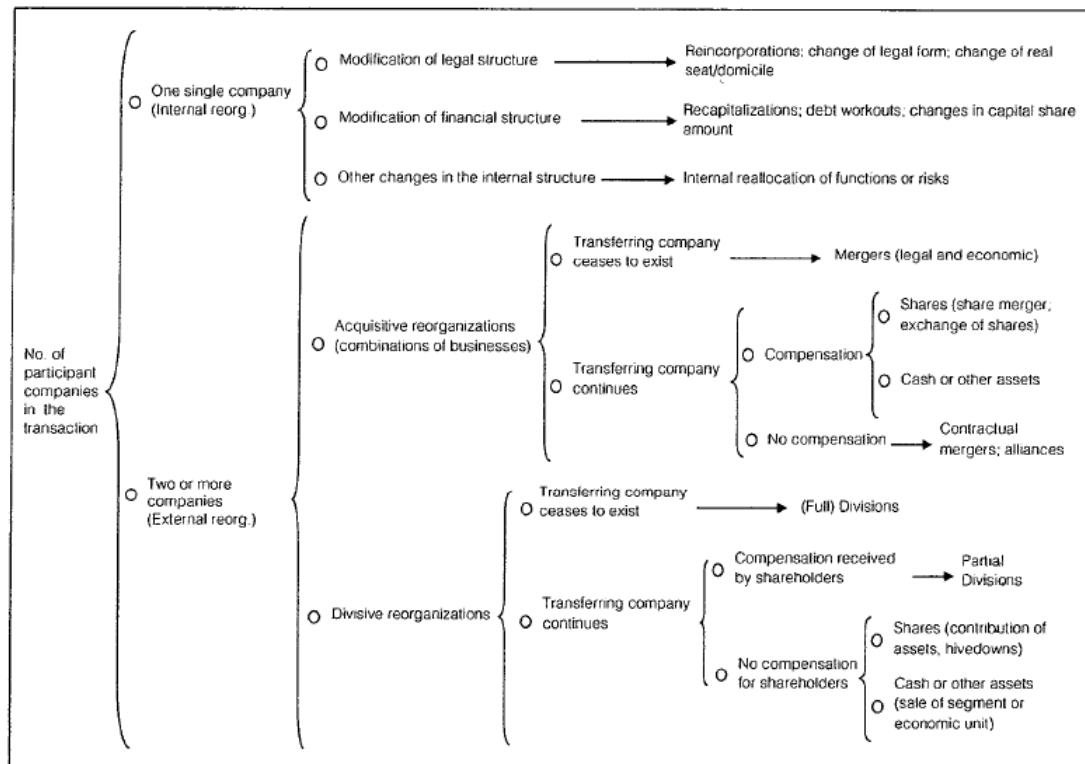 No. of
participant
companies
in the
transaction
One single company
(Internal reorg.)
Modification of legal structure
Reincorporations; change of legal form; change of real
seat/domicile
Modification of financial structure
Recapitalizations; debt workouts; changes in capital share
amount
Other changes in the internal structure
Internal reallocation of functions or risks
Two or more
companies
(External reorg.)
Acquisitive reorganizations
(combinations of businesses)
Transferring company
ceases to exist
Mergers (legal and economic)
Transferring company
continues
Compensation
Shares (share merger;
exchange of shares)
Cash or other assets
No compensation
Contractual
mergers; alliances
Divisive reorganizations
Transferring company
ceases to exist
(Full) Divisions
Transferring company
continues
Compensation received
by shareholders
Partial
Divisions
No compensation
for shareholders
Shares (contribution of
assets, hivedowns)
Cash or other assets
(sale of segment or
economic unit)